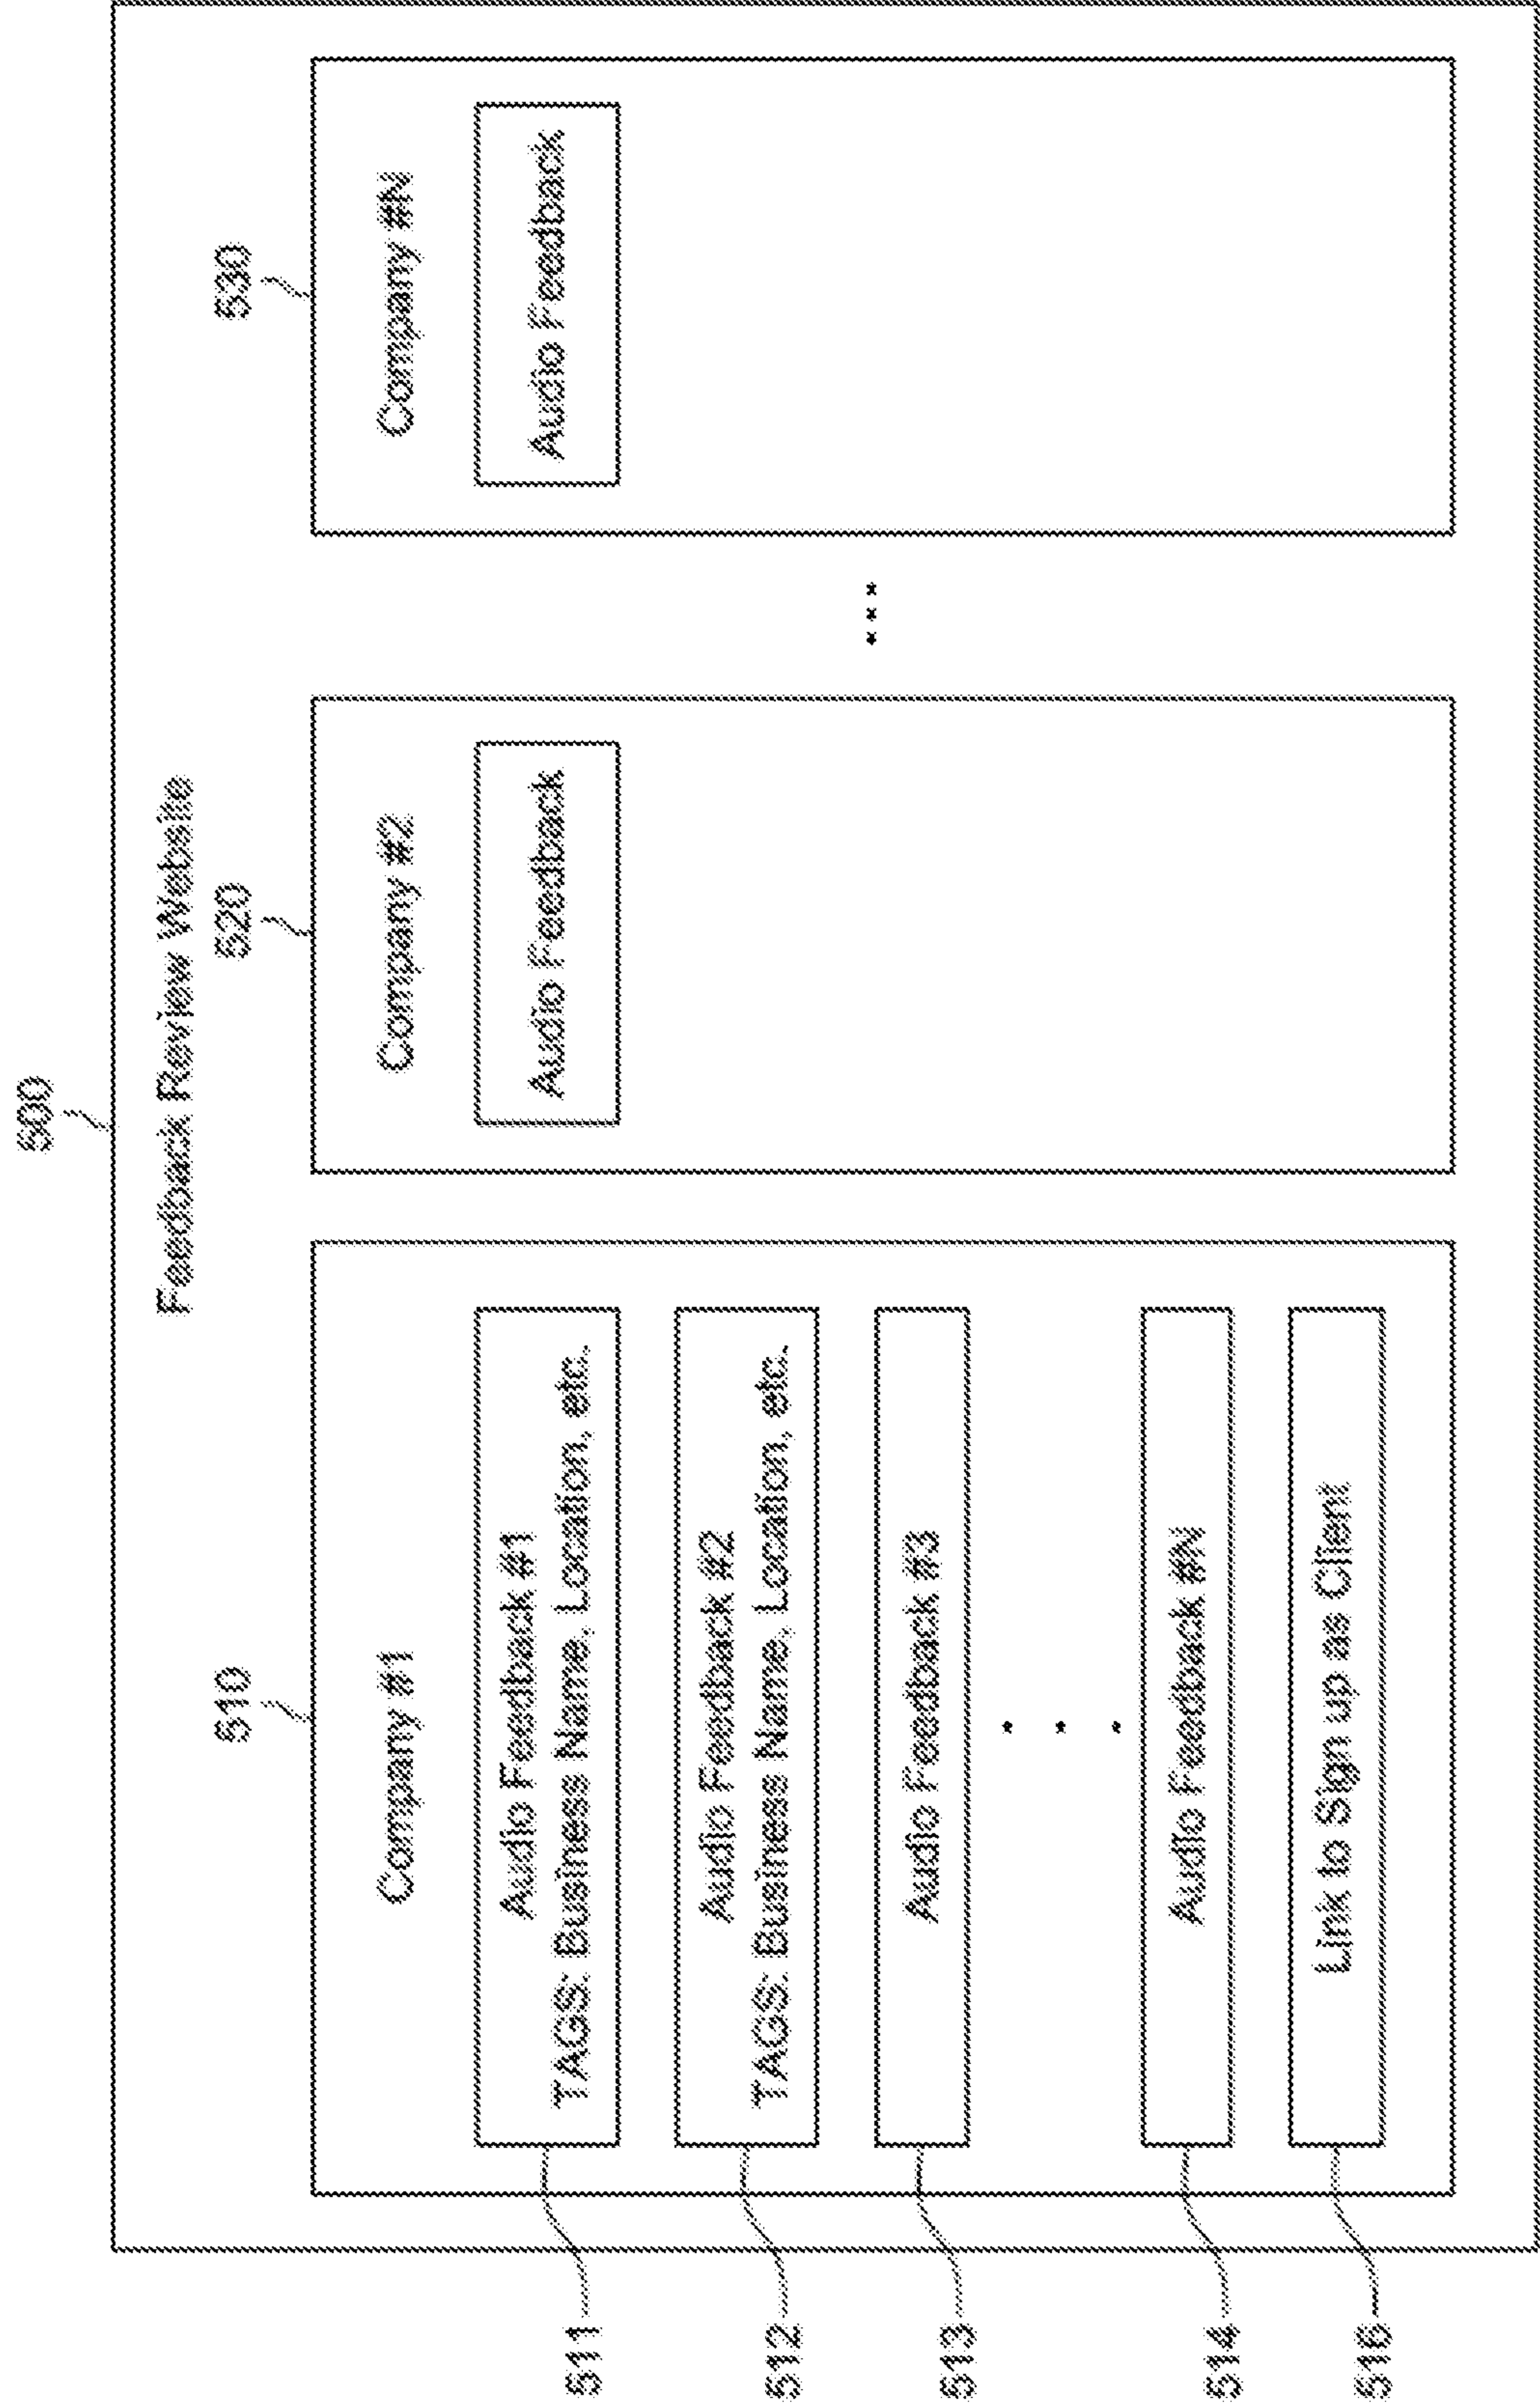 500
Feedback Review Website
510
Company #1
511
Audio Feedback #1
TAGS: Business Name, Location, etc.
512
Audio Feedback #2
TAGS: Business Name, Location, etc.
513
Audio Feedback #3
514
Audio Feedback #N
516
Link to Sign up as Client
520
Company #2
Audio Feedback
530
Company #N
Audio Feedback